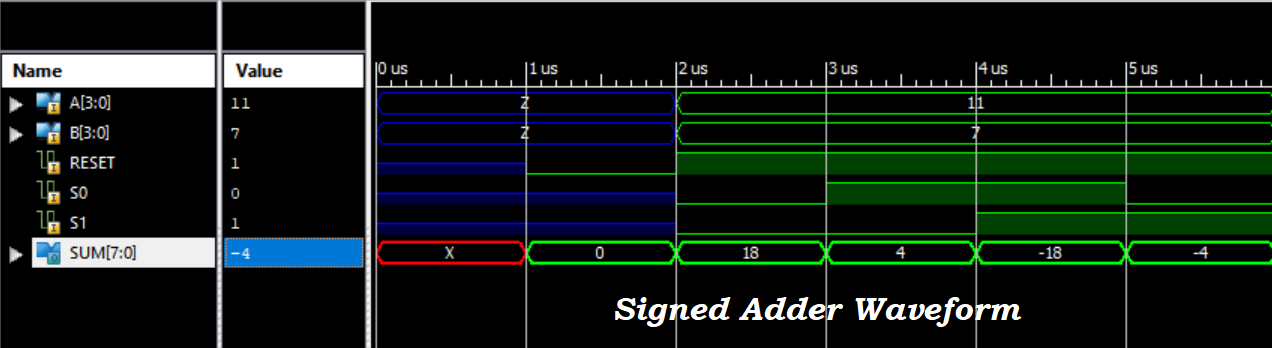 Name Value 0 us 1 us 2 us 3 us 4 us 5 us
A[3:0] 11 Z 11
B[3:0] 7 Z 7
RESET 1
S0 0
S1 1
SUM[7:0] -4 X 0 18 4 -18 -4
Signed Adder Waveform